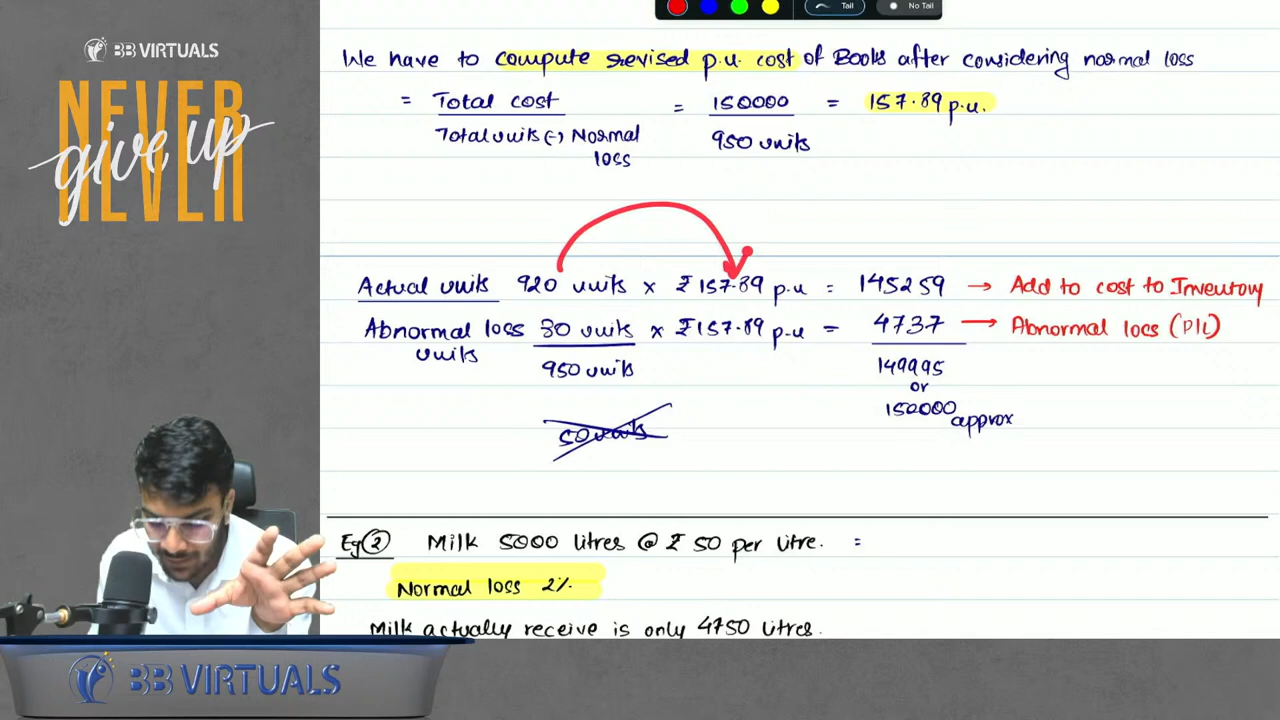 Tail
No Tail
BB VIRTUALS
NEVER
give up
NEVER
We have to compute revised p.u. cost of Books after considering normal loss
= Total cost / Total units (-) Normal loss = 150000 / 950 units = 157.89 p.u.
Actual units 920 units x ₹157.89 p.u = 145259 → Add to cost to Inventory
Abnormal loss units 30 units x ₹157.89 p.u = 4737 → Abnormal loss (P/L)
950 units 149995
or
150000 approx
50 units
Eg ② Milk 5000 litres @ ₹ 50 per litre. =
Normal loss 2%.
Milk actually receive is only 4750 litres.
BB VIRTUALS